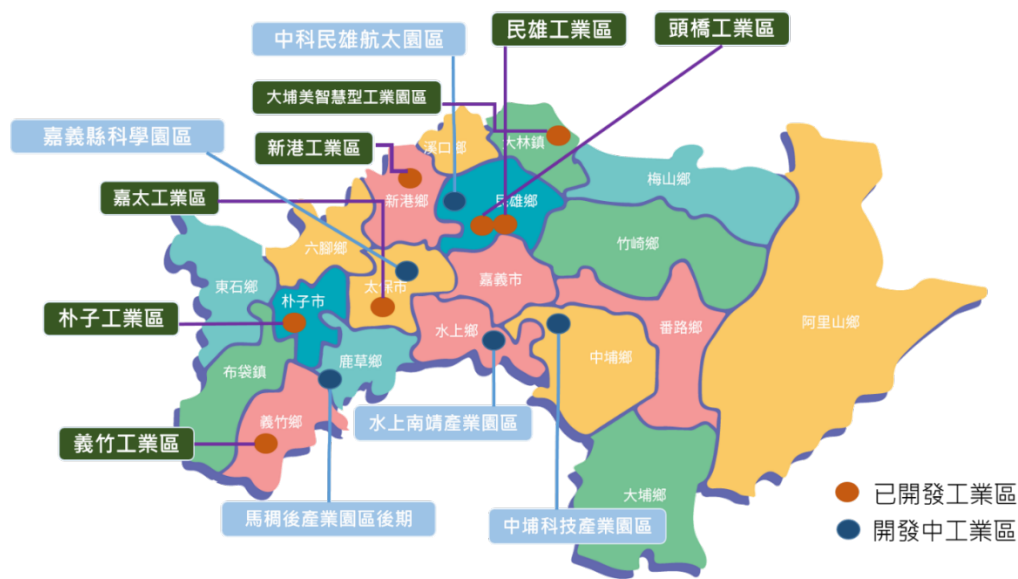 中科民雄航太園區
民雄工業區
頭橋工業區
大埔美智慧型工業園區
嘉義縣科學園區
新港工業區
嘉太工業區
朴子工業區
義竹工業區
馬稠後產業園區後期
水上南靖產業園區
中埔科技產業園區
溪口鄉
大林鎮
梅山鄉
新港鄉
民雄鄉
竹崎鄉
六腳鄉
東石鄉
朴子市
太保市
嘉義市
水上鄉
番路鄉
阿里山鄉
中埔鄉
鹿草鄉
布袋鎮
義竹鄉
大埔鄉
已開發工業區
開發中工業區